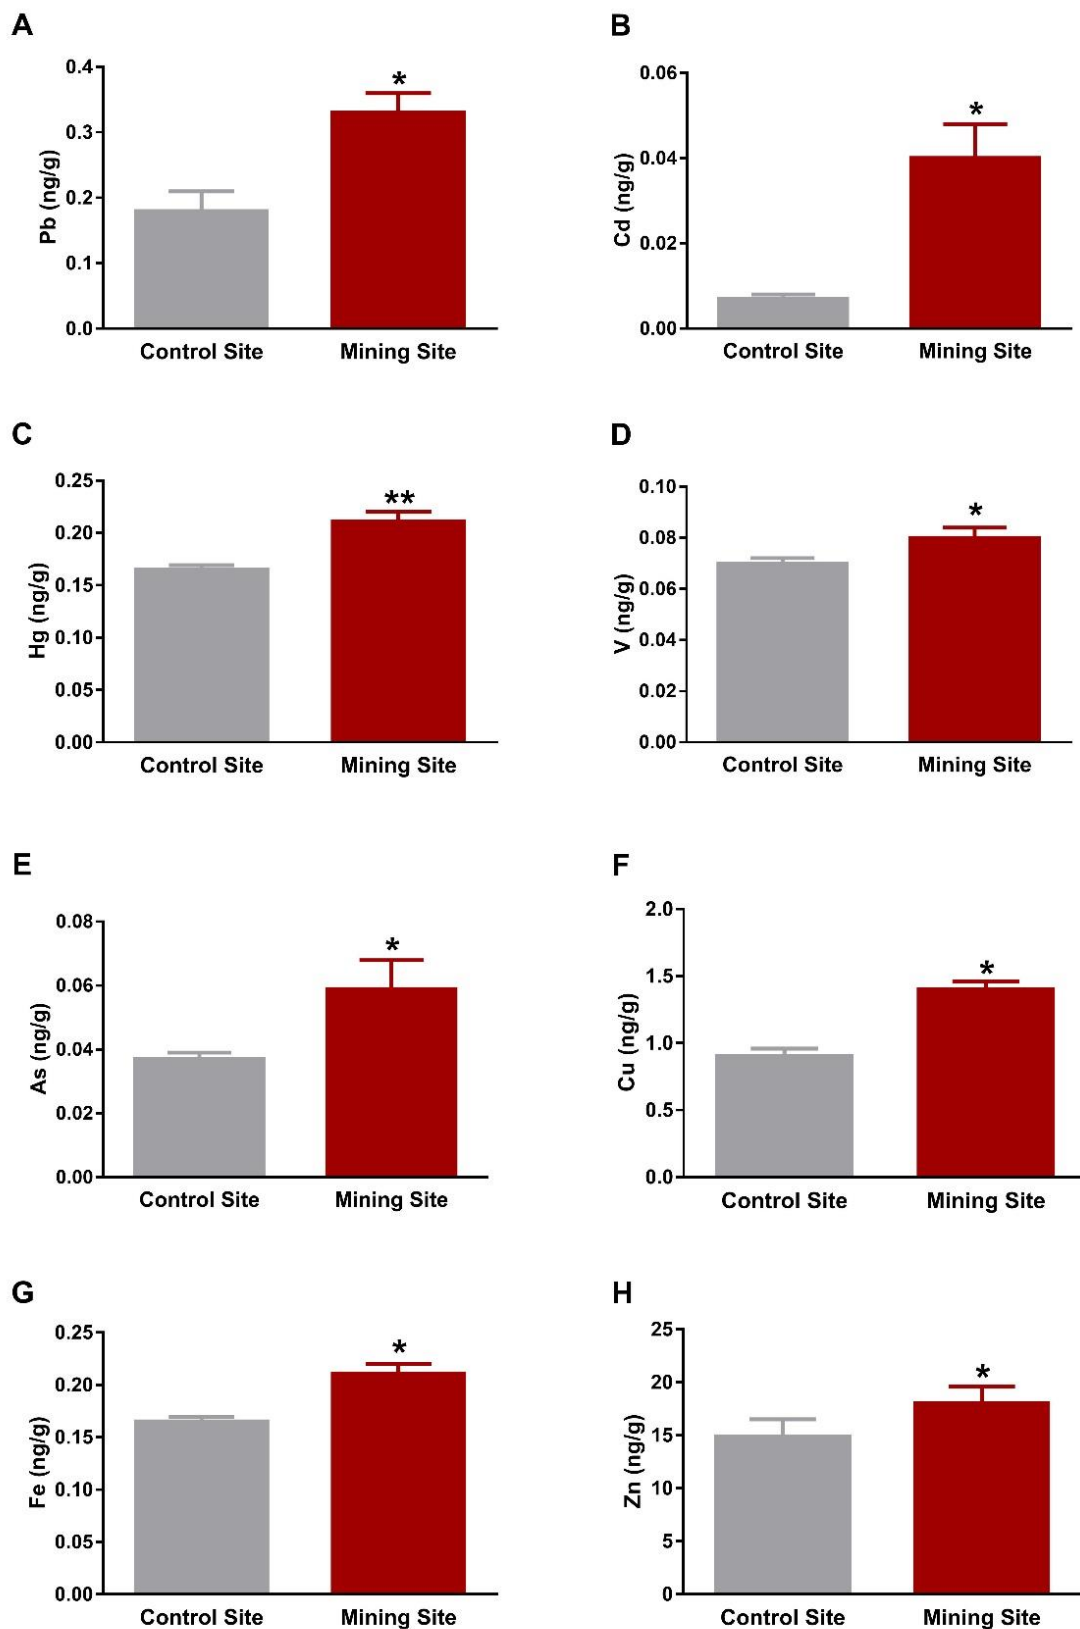 A
B
Pb (ng/g)
0.4
0.3
0.2
0.1
0.0
*
Control Site
Mining Site
Cd (ng/g)
0.06
0.04
0.02
0.00
*
Control Site
Mining Site
C
D
Hg (ng/g)
0.25
0.20
0.15
0.10
0.05
0.00
**
Control Site
Mining Site
V (ng/g)
0.10
0.08
0.06
0.04
0.02
0.00
*
Control Site
Mining Site
E
F
As (ng/g)
0.08
0.06
0.04
0.02
0.00
*
Control Site
Mining Site
Cu (ng/g)
2.0
1.5
1.0
0.5
0.0
*
Control Site
Mining Site
G
H
Fe (ng/g)
0.25
0.20
0.15
0.10
0.05
0.00
*
Control Site
Mining Site
Zn (ng/g)
25
20
15
10
5
0
*
Control Site
Mining Site